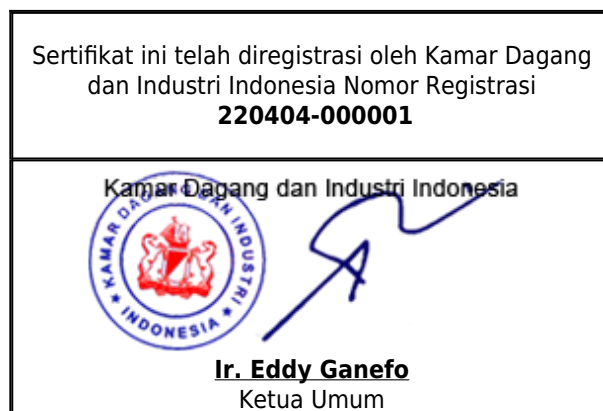 Sertifikat ini telah diregistrasi oleh Kamar Dagang
dan Industri Indonesia Nomor Registrasi
220404-000001
Kamar Dagang dan Industri Indonesia
KAMAR DAGANG DAN INDUSTRI
INDONESIA
Ir. Eddy Ganefo
Ketua Umum